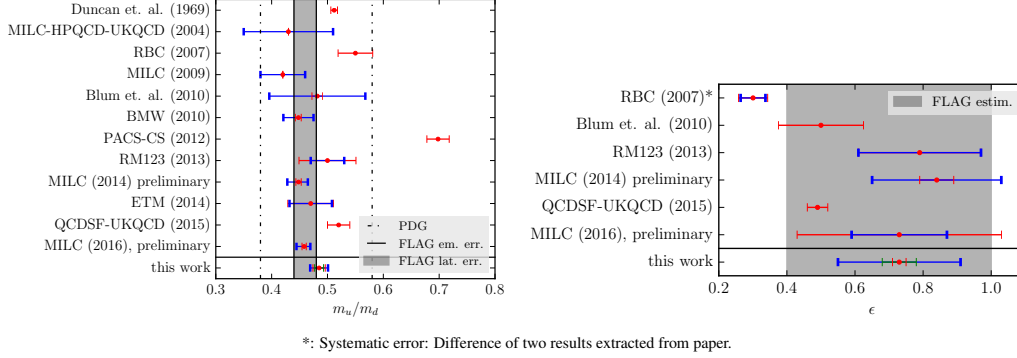 Duncan et. al. (1969)
MILC-HPQCD-UKQCD (2004)
RBC (2007)
MILC (2009)
Blum et. al. (2010)
BMW (2010)
PACS-CS (2012)
RM123 (2013)
MILC (2014) preliminary
ETM (2014)
QCDSF-UKQCD (2015)
MILC (2016), preliminary
this work
PDG
FLAG em. err.
FLAG lat. err.
0.3 0.4 0.5 0.6 0.7 0.8
m_u/m_d
RBC (2007)*
Blum et. al. (2010)
RM123 (2013)
MILC (2014) preliminary
QCDSF-UKQCD (2015)
MILC (2016), preliminary
this work
FLAG estim.
0.2 0.4 0.6 0.8 1.0
ϵ
*: Systematic error: Difference of two results extracted from paper.